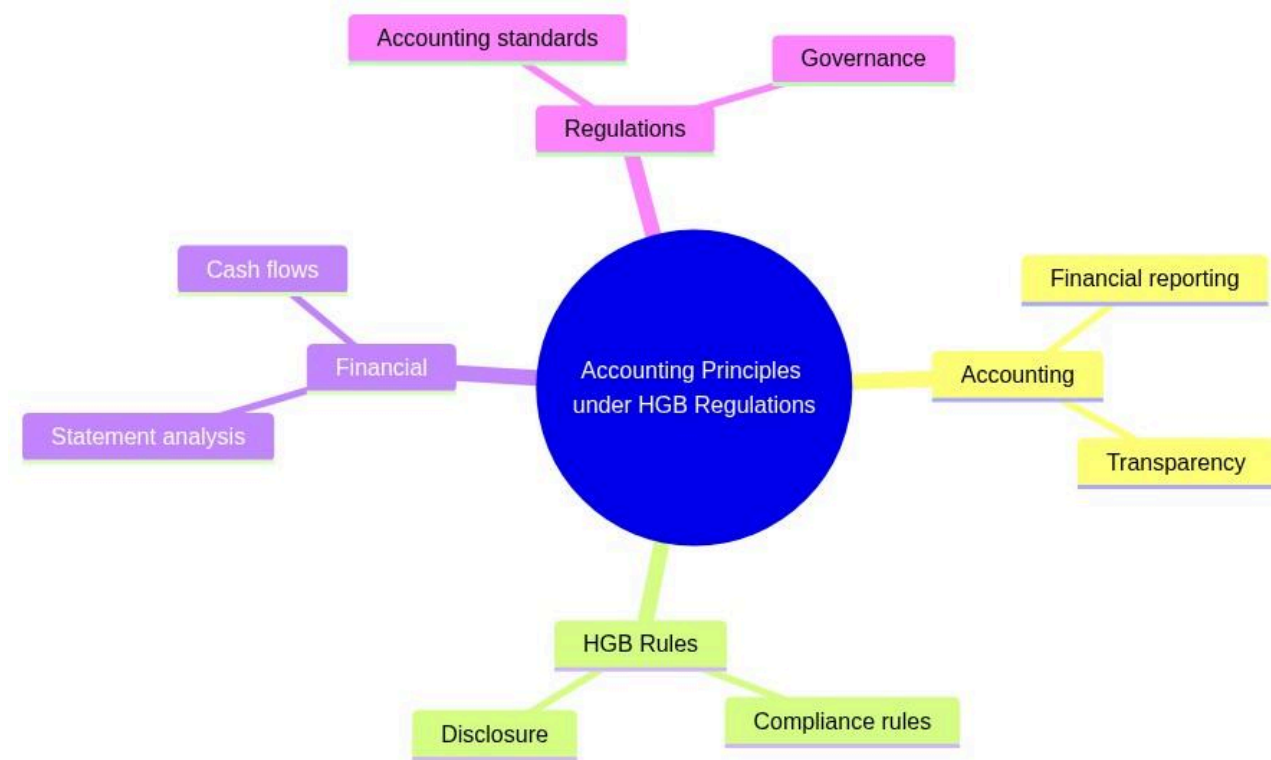 Accounting standards
Governance
Regulations
Cash flows
Financial reporting
Financial
Accounting Principles
under HGB Regulations
Accounting
Statement analysis
Transparency
HGB Rules
Disclosure
Compliance rules